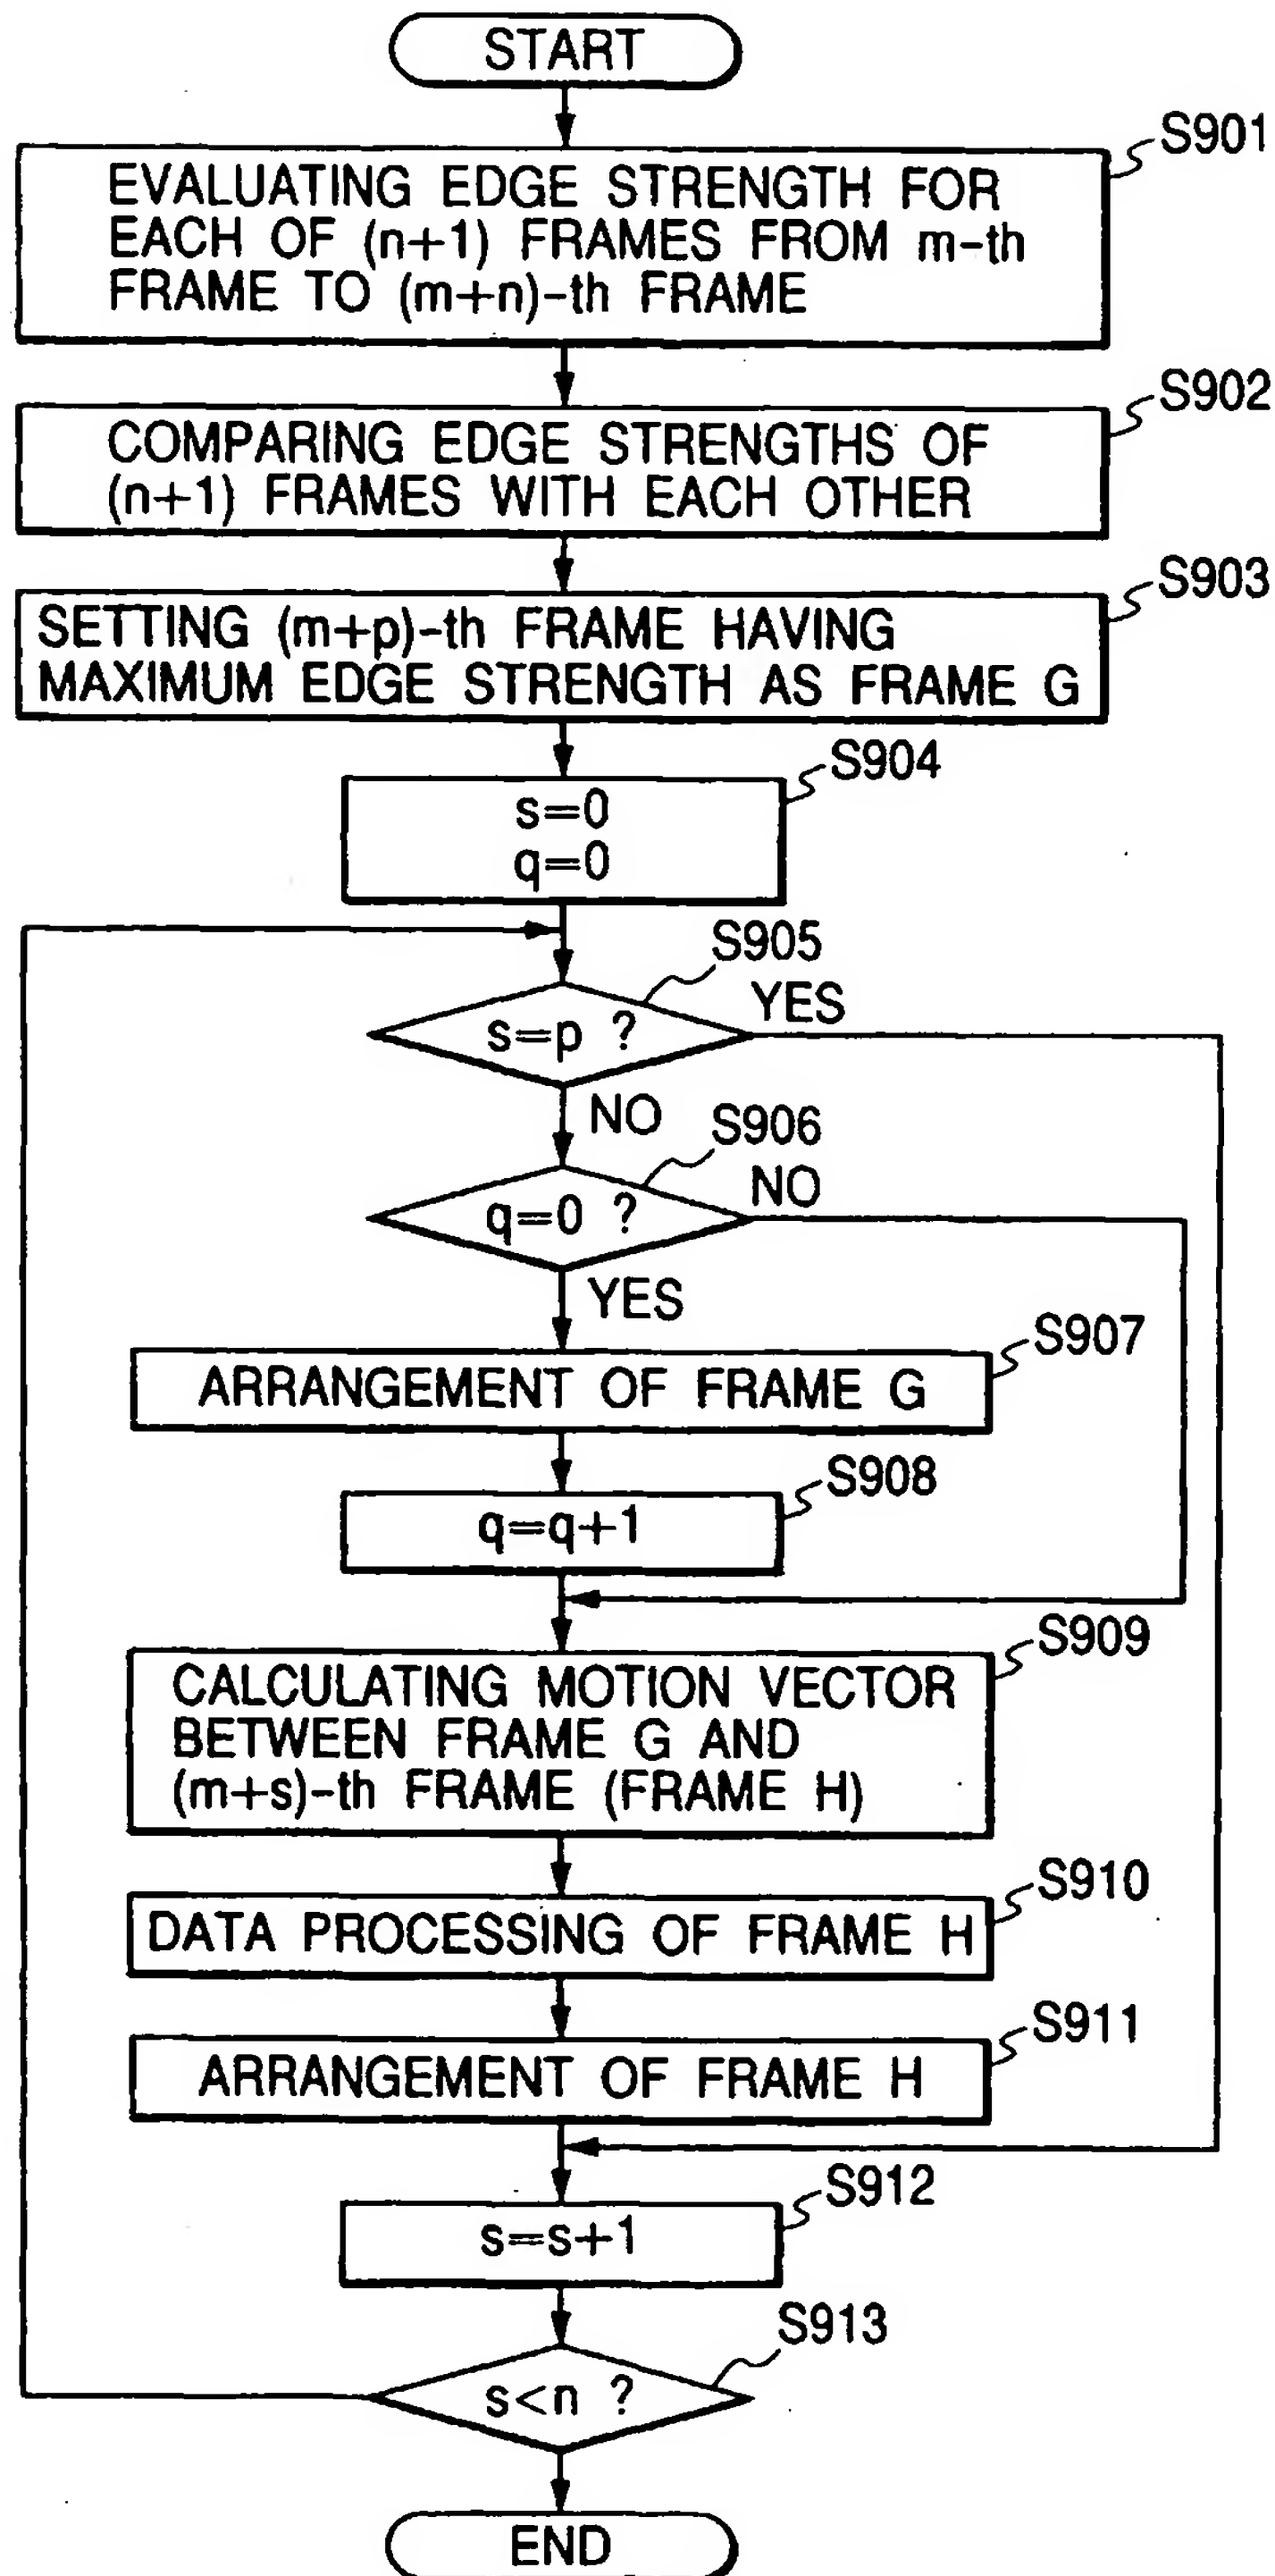 START
S901
EVALUATING EDGE STRENGTH FOR
EACH OF (n+1) FRAMES FROM m-th
FRAME TO (m+n)-th FRAME
S902
COMPARING EDGE STRENGTHS OF
(n+1) FRAMES WITH EACH OTHER
S903
SETTING (m+p)-th FRAME HAVING
MAXIMUM EDGE STRENGTH AS FRAME G
S904
s=0
q=0
S905
s=p ?
YES
NO
S906
q=0 ?
NO
YES
S907
ARRANGEMENT OF FRAME G
S908
q=q+1
S909
CALCULATING MOTION VECTOR
BETWEEN FRAME G AND
(m+s)-th FRAME (FRAME H)
S910
DATA PROCESSING OF FRAME H
S911
ARRANGEMENT OF FRAME H
S912
s=s+1
S913
s<n ?
END